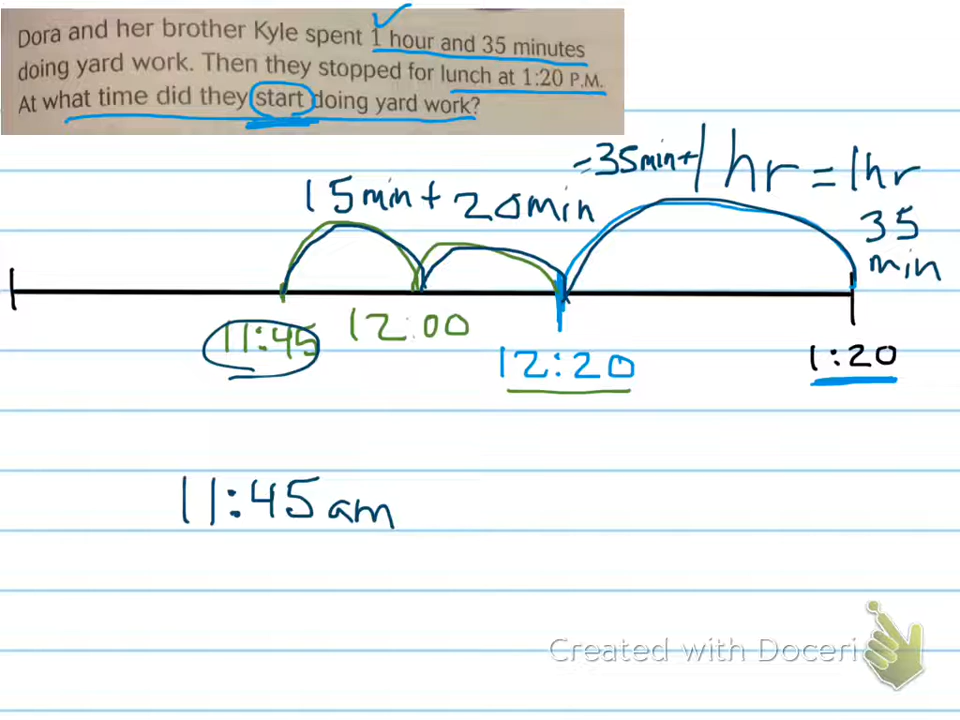 Dora and her brother Kyle spent 1 hour and 35 minutes
doing yard work. Then they stopped for lunch at 1:20 P.M.
At what time did they start doing yard work?
=35min+1hr=1hr
35
min
15min+20min
11:45
12:00
12:20
1:20
11:45am
Created with Doceri